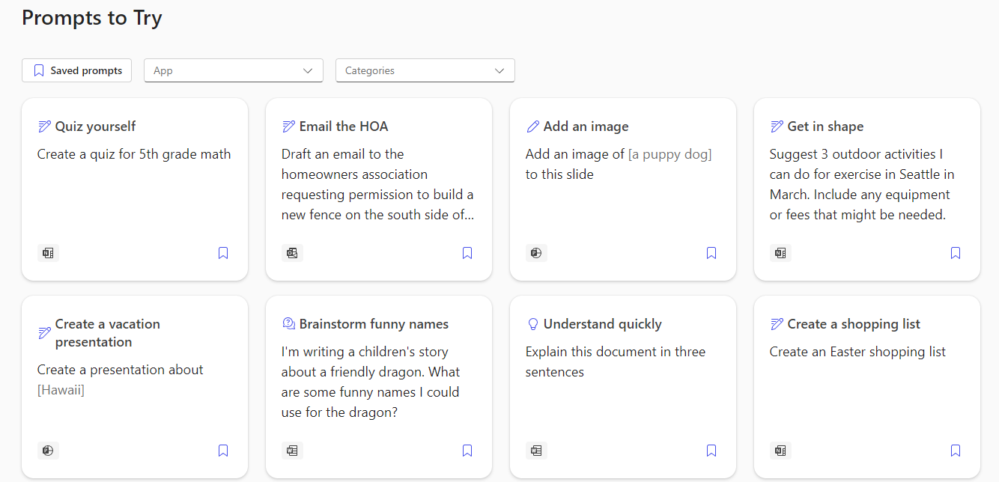 Prompts to Try
Saved prompts
App
Categories
Quiz yourself
Create a quiz for 5th grade math
Email the HOA
Draft an email to the
homeowners association
requesting permission to build a
new fence on the south side of...
Add an image
Add an image of [a puppy dog]
to this slide
Get in shape
Suggest 3 outdoor activities I
can do for exercise in Seattle in
March. Include any equipment
or fees that might be needed.
Create a vacation
presentation
Create a presentation about
[Hawaii]
Brainstorm funny names
I'm writing a children's story
about a friendly dragon. What
are some funny names I could
use for the dragon?
Understand quickly
Explain this document in three
sentences
Create a shopping list
Create an Easter shopping list